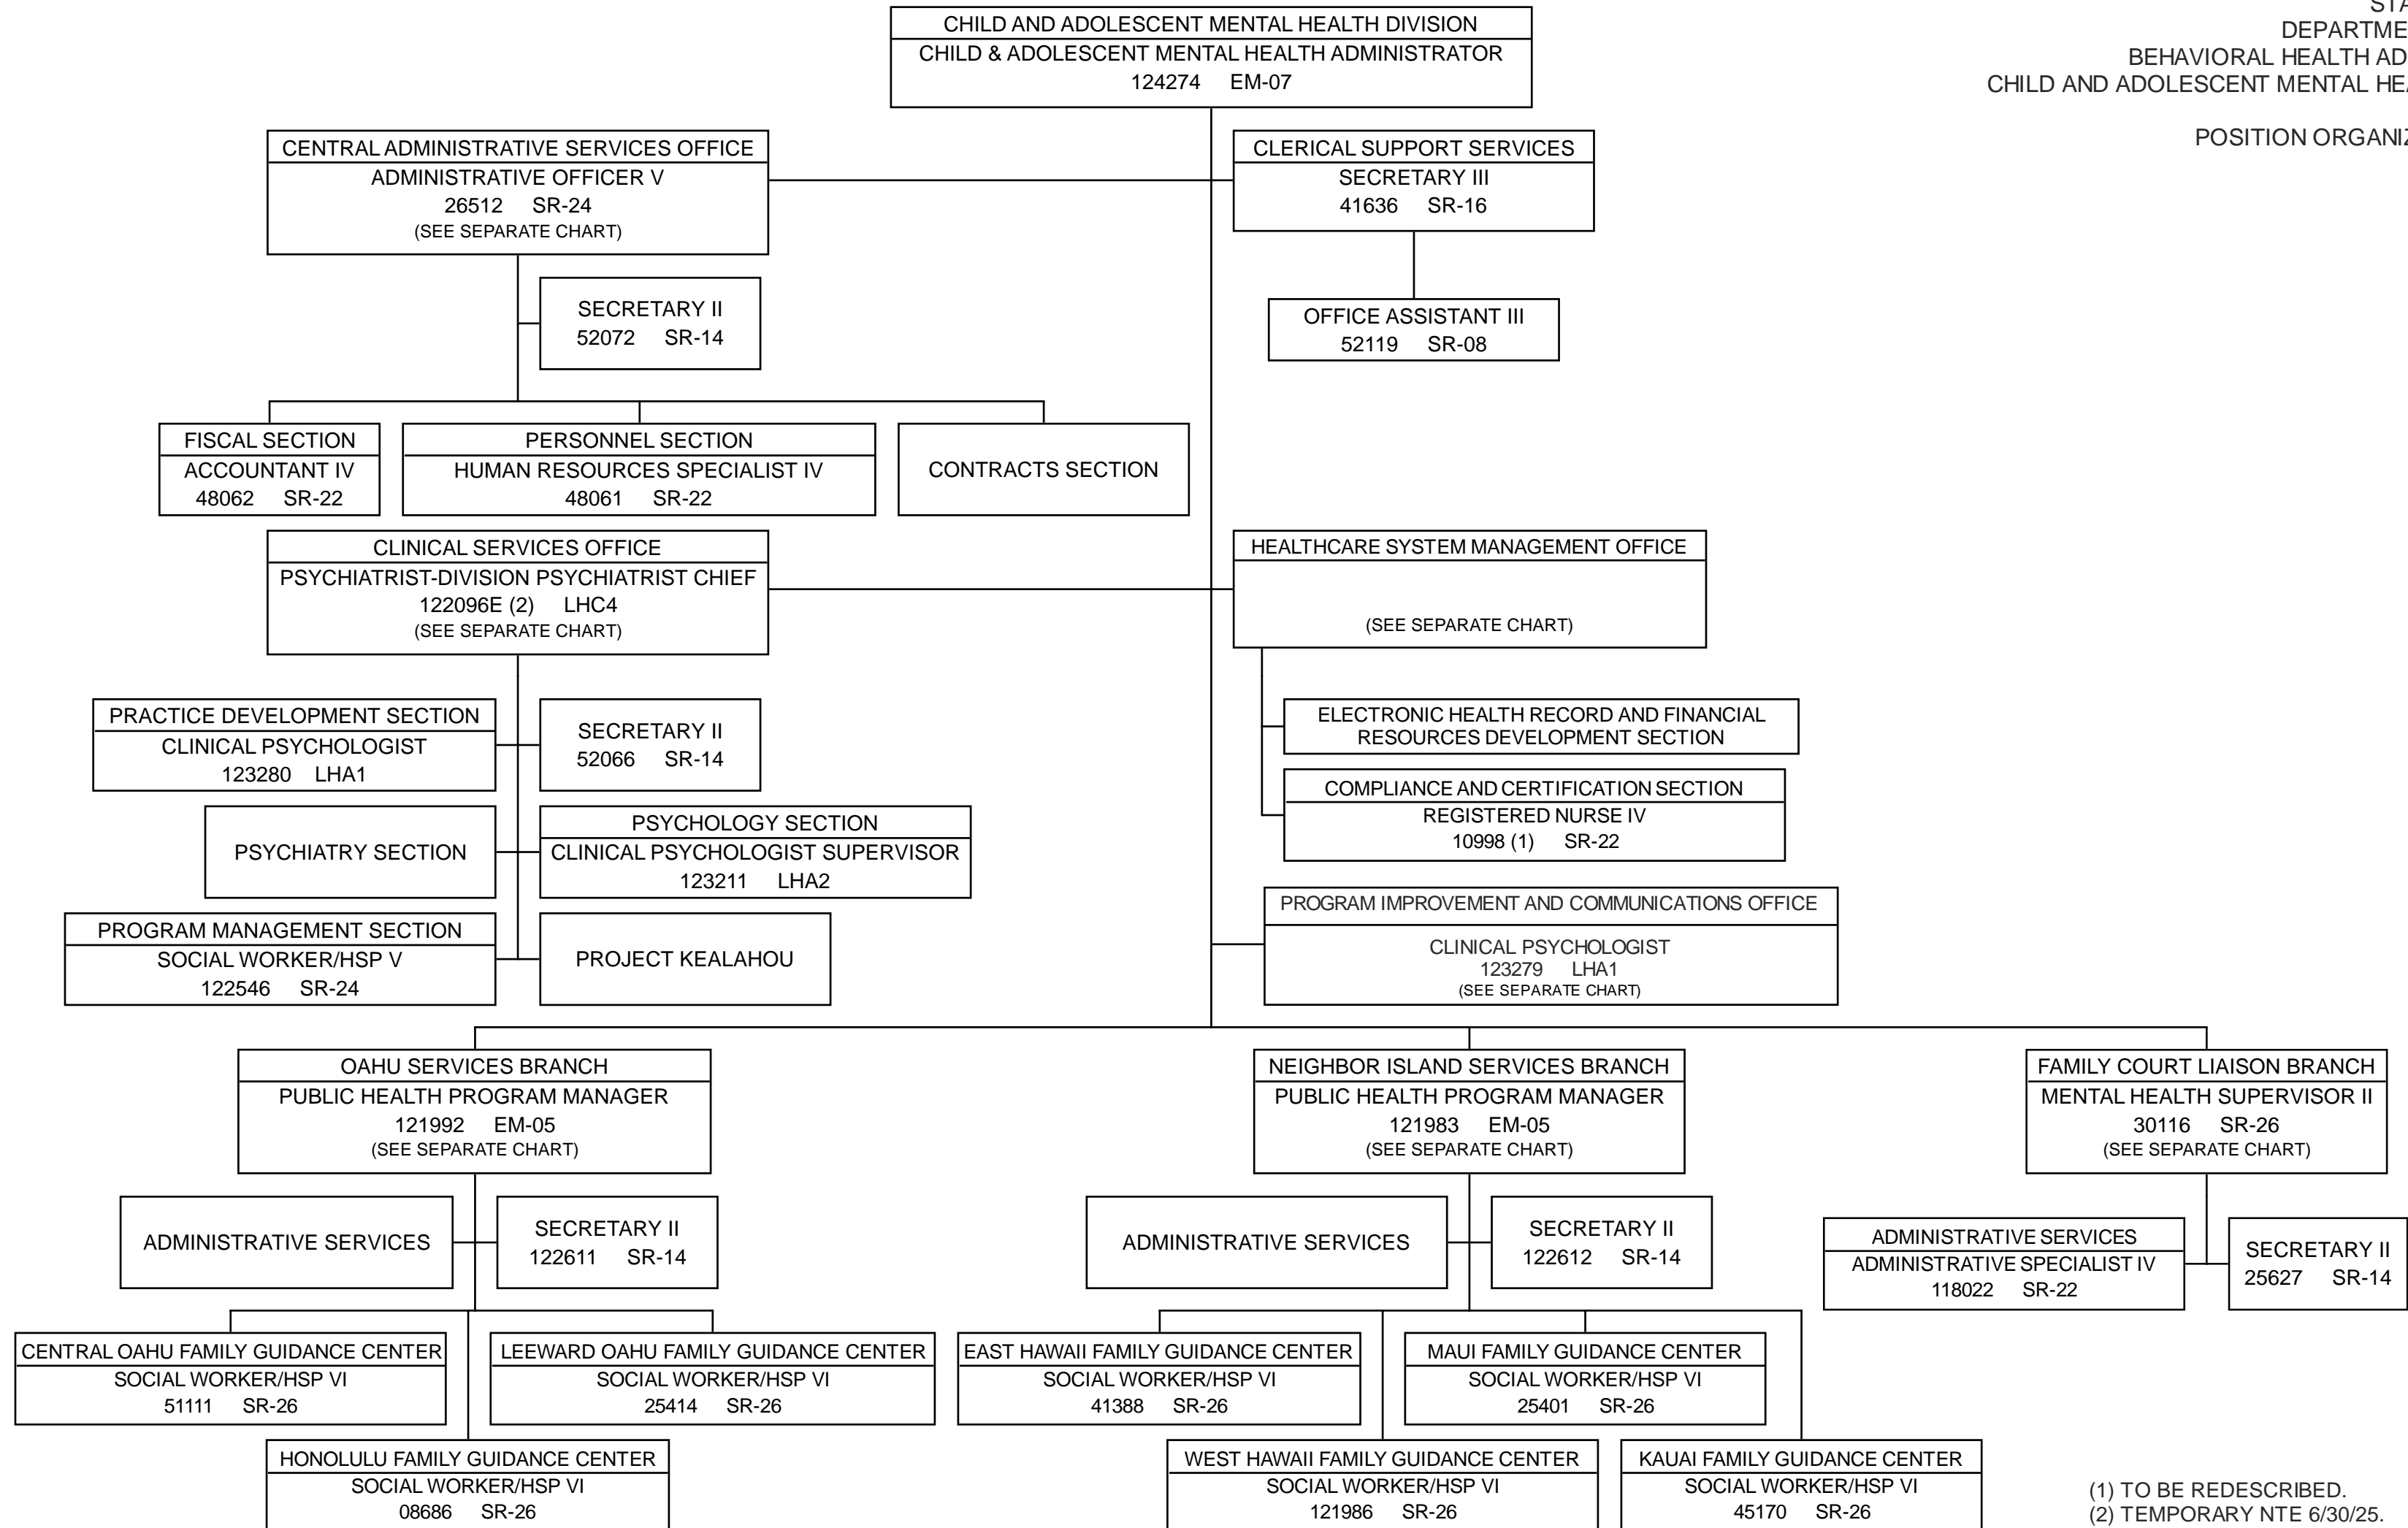 CHILD AND ADOLESCENT MENTAL HEALTH DIVISION
CHILD & ADOLESCENT MENTAL HEALTH ADMINISTRATOR
124274 EM-07
STA
DEPARTME
BEHAVIORAL HEALTH AD
CHILD AND ADOLESCENT MENTAL HEA
POSITION ORGANIZ
CENTRAL ADMINISTRATIVE SERVICES OFFICE
ADMINISTRATIVE OFFICER V
26512 SR-24
(SEE SEPARATE CHART)
CLERICAL SUPPORT SERVICES
SECRETARY III
41636 SR-16
SECRETARY II
52072 SR-14
OFFICE ASSISTANT III
52119 SR-08
FISCAL SECTION
ACCOUNTANT IV
48062 SR-22
PERSONNEL SECTION
HUMAN RESOURCES SPECIALIST IV
48061 SR-22
CONTRACTS SECTION
CLINICAL SERVICES OFFICE
PSYCHIATRIST-DIVISION PSYCHIATRIST CHIEF
122096E (2) LHC4
(SEE SEPARATE CHART)
HEALTHCARE SYSTEM MANAGEMENT OFFICE
(SEE SEPARATE CHART)
PRACTICE DEVELOPMENT SECTION
CLINICAL PSYCHOLOGIST
123280 LHA1
SECRETARY II
52066 SR-14
ELECTRONIC HEALTH RECORD AND FINANCIAL
RESOURCES DEVELOPMENT SECTION
COMPLIANCE AND CERTIFICATION SECTION
REGISTERED NURSE IV
10998 (1) SR-22
PSYCHIATRY SECTION
PSYCHOLOGY SECTION
CLINICAL PSYCHOLOGIST SUPERVISOR
123211 LHA2
PROGRAM MANAGEMENT SECTION
SOCIAL WORKER/HSP V
122546 SR-24
PROJECT KEALAHOU
PROGRAM IMPROVEMENT AND COMMUNICATIONS OFFICE
CLINICAL PSYCHOLOGIST
123279 LHA1
(SEE SEPARATE CHART)
OAHU SERVICES BRANCH
PUBLIC HEALTH PROGRAM MANAGER
121992 EM-05
(SEE SEPARATE CHART)
NEIGHBOR ISLAND SERVICES BRANCH
PUBLIC HEALTH PROGRAM MANAGER
121983 EM-05
(SEE SEPARATE CHART)
FAMILY COURT LIAISON BRANCH
MENTAL HEALTH SUPERVISOR II
30116 SR-26
(SEE SEPARATE CHART)
ADMINISTRATIVE SERVICES
SECRETARY II
122611 SR-14
ADMINISTRATIVE SERVICES
SECRETARY II
122612 SR-14
ADMINISTRATIVE SERVICES
ADMINISTRATIVE SPECIALIST IV
118022 SR-22
SECRETARY II
25627 SR-14
CENTRAL OAHU FAMILY GUIDANCE CENTER
SOCIAL WORKER/HSP VI
51111 SR-26
LEEWARD OAHU FAMILY GUIDANCE CENTER
SOCIAL WORKER/HSP VI
25414 SR-26
EAST HAWAII FAMILY GUIDANCE CENTER
SOCIAL WORKER/HSP VI
41388 SR-26
MAUI FAMILY GUIDANCE CENTER
SOCIAL WORKER/HSP VI
25401 SR-26
HONOLULU FAMILY GUIDANCE CENTER
SOCIAL WORKER/HSP VI
08686 SR-26
WEST HAWAII FAMILY GUIDANCE CENTER
SOCIAL WORKER/HSP VI
121986 SR-26
KAUAI FAMILY GUIDANCE CENTER
SOCIAL WORKER/HSP VI
45170 SR-26
(1) TO BE REDESCRIBED.
(2) TEMPORARY NTE 6/30/25.